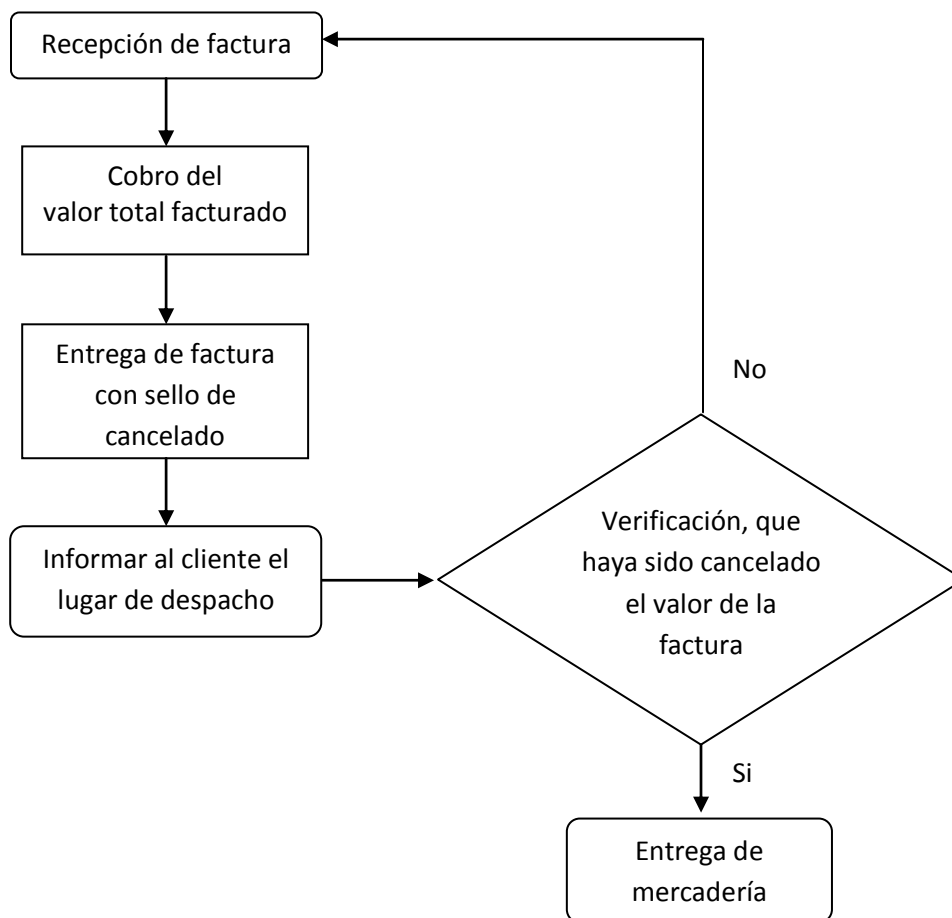 Recepción de factura
Cobro del
valor total facturado
Entrega de factura
con sello de
cancelado
Informar al cliente el
lugar de despacho
No
Verificación, que
haya sido cancelado
el valor de la
factura
Si
Entrega de
mercadería